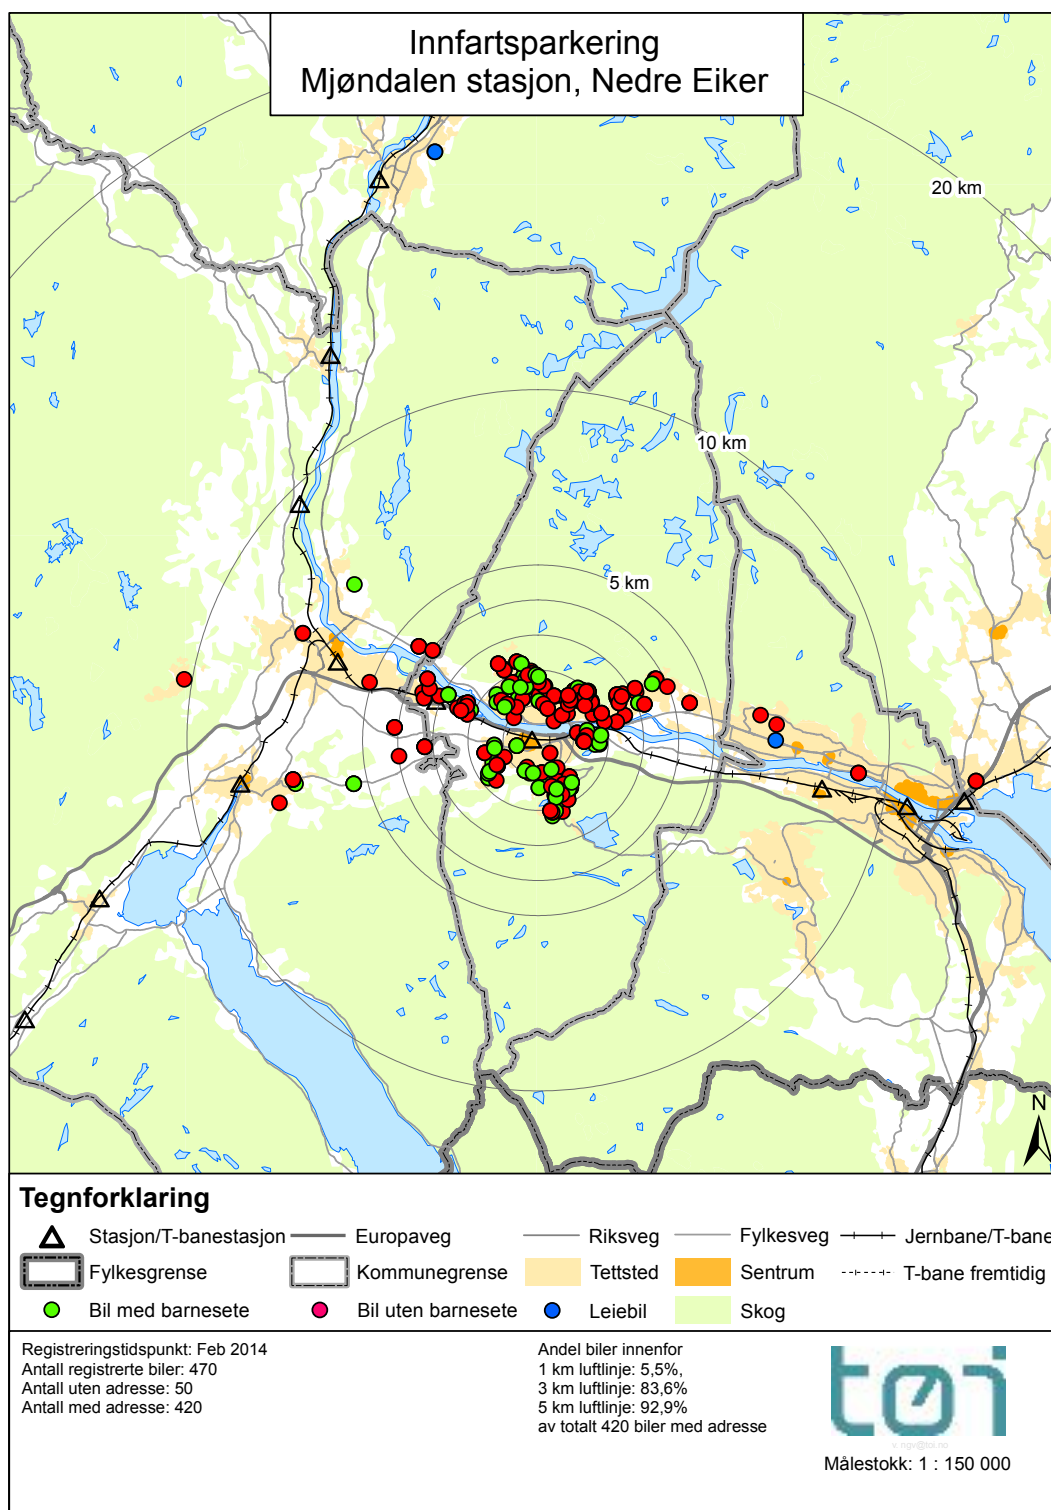 Innfartsparkering
Mjøndalen stasjon, Nedre Eiker
20 km
10 km
5 km
N
Tegnforklaring
Stasjon/T-banestasjon
Europaveg
Riksveg
Fylkesveg
Jernbane/T-bane
Fylkesgrense
Kommunegrense
Tettsted
Sentrum
T-bane fremtidig
Bil med barnesete
Bil uten barnesete
Leiebil
Skog
Registreringstidspunkt: Feb 2014
Antall registrerte biler: 470
Antall uten adresse: 50
Antall med adresse: 420
Andel biler innenfor
1 km luftlinje: 5,5%,
3 km luftlinje: 83,6%
5 km luftlinje: 92,9%
av totalt 420 biler med adresse
tøi
Målestokk: 1 : 150 000